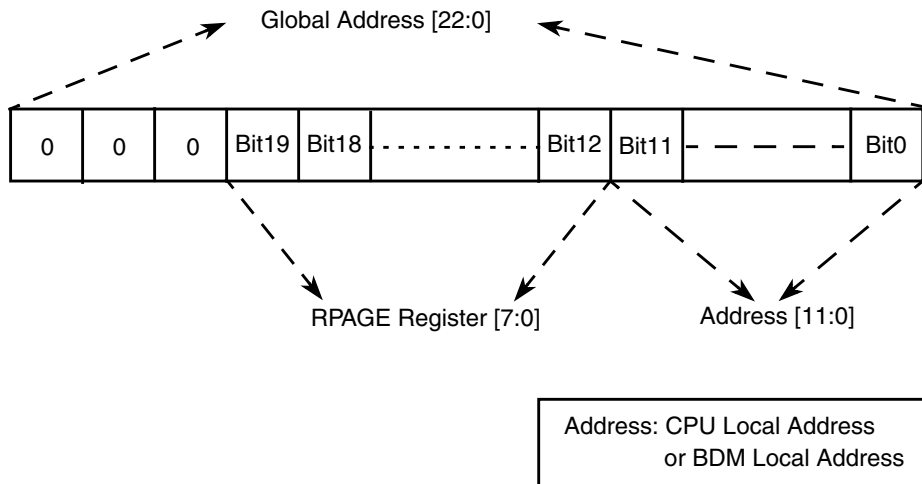 Global Address [22:0]
0 0 0 Bit19 Bit18 Bit12 Bit11 Bit0
RPAGE Register [7:0] Address [11:0]
Address: CPU Local Address
or BDM Local Address